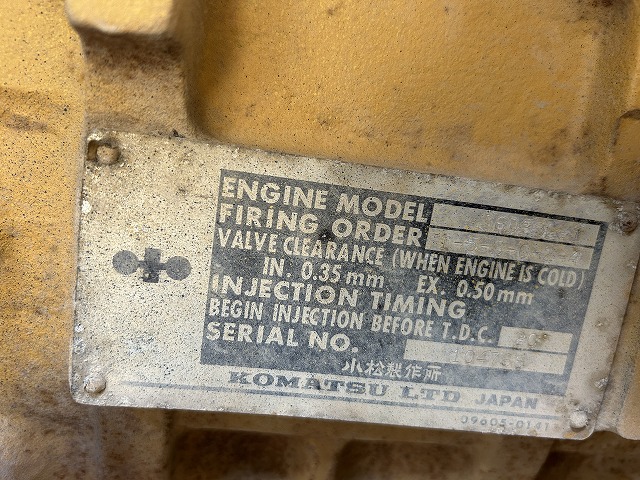 ENGINE MODEL
FIRING ORDER
VALVE CLEARANCE (WHEN ENGINE IS COLD)
IN. 0.35 mm EX. 0.50 mm
INJECTION TIMING
BEGIN INJECTION BEFORE T.D.C.
SERIAL NO.
小松製作所
KOMATSU LTD JAPAN
09605-0141